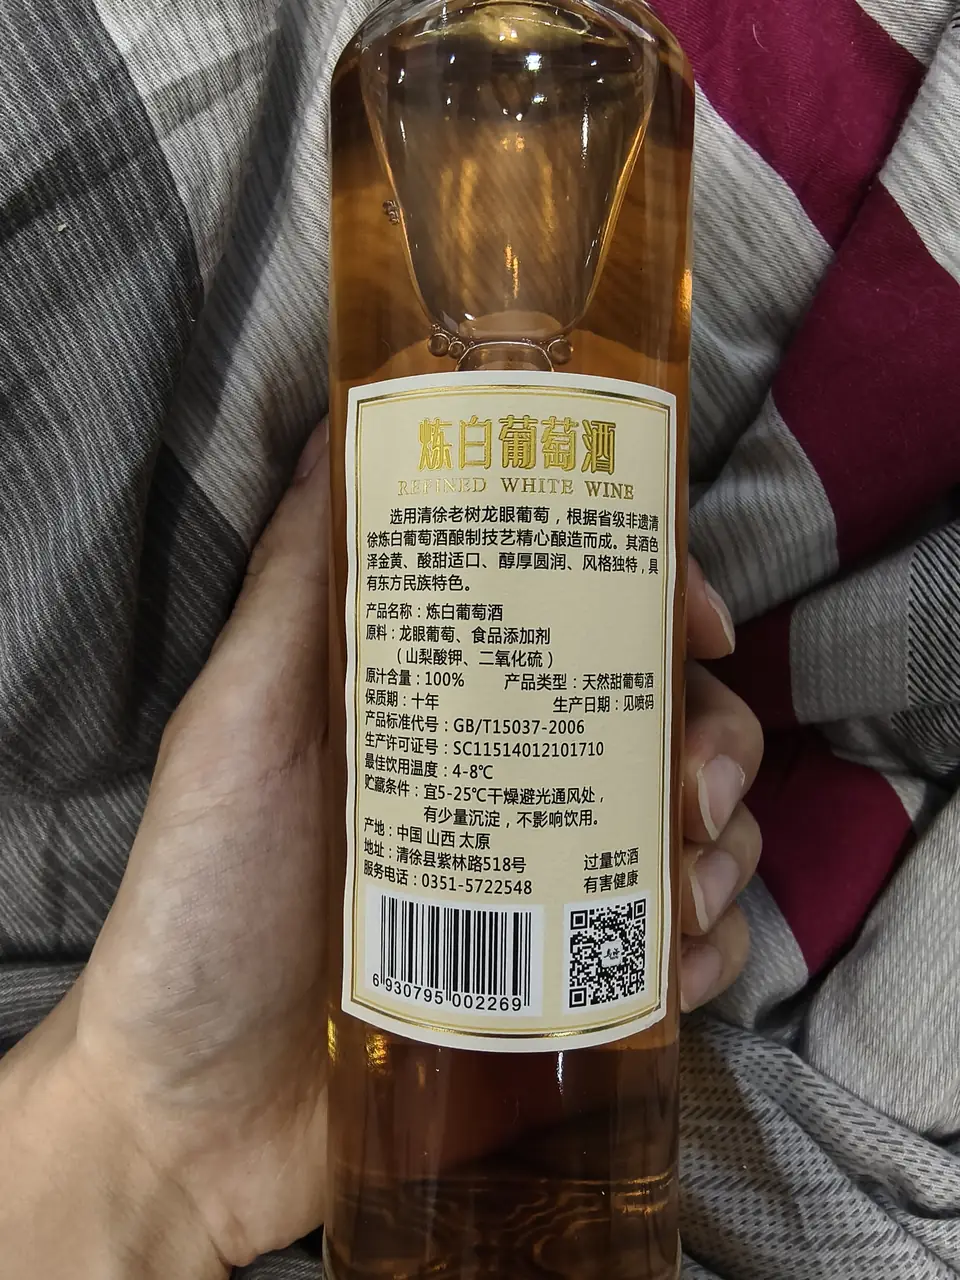 炼白葡萄酒
REFINED WHITE WINE
选用清徐老树龙眼葡萄，根据省级非遗清
徐炼白葡萄酒酿制技艺精心酿造而成。其酒色
泽金黄、酸甜适口、醇厚圆润、风格独特，具
有东方民族特色。
产品名称：炼白葡萄酒
原料：龙眼葡萄、食品添加剂
（山梨酸钾、二氧化硫）
原汁含量：100% 产品类型：天然甜葡萄酒
保质期：十年 生产日期：见喷码
产品标准代号：GB/T15037-2006
生产许可证号：SC11514012101710
最佳饮用温度：4-8℃
贮藏条件：宜5-25℃干燥避光通风处，
有少量沉淀，不影响饮用。
产地：中国 山西 太原
地址：清徐县紫林路518号
服务电话：0351-5722548
过量饮酒
有害健康
6 930795 002269